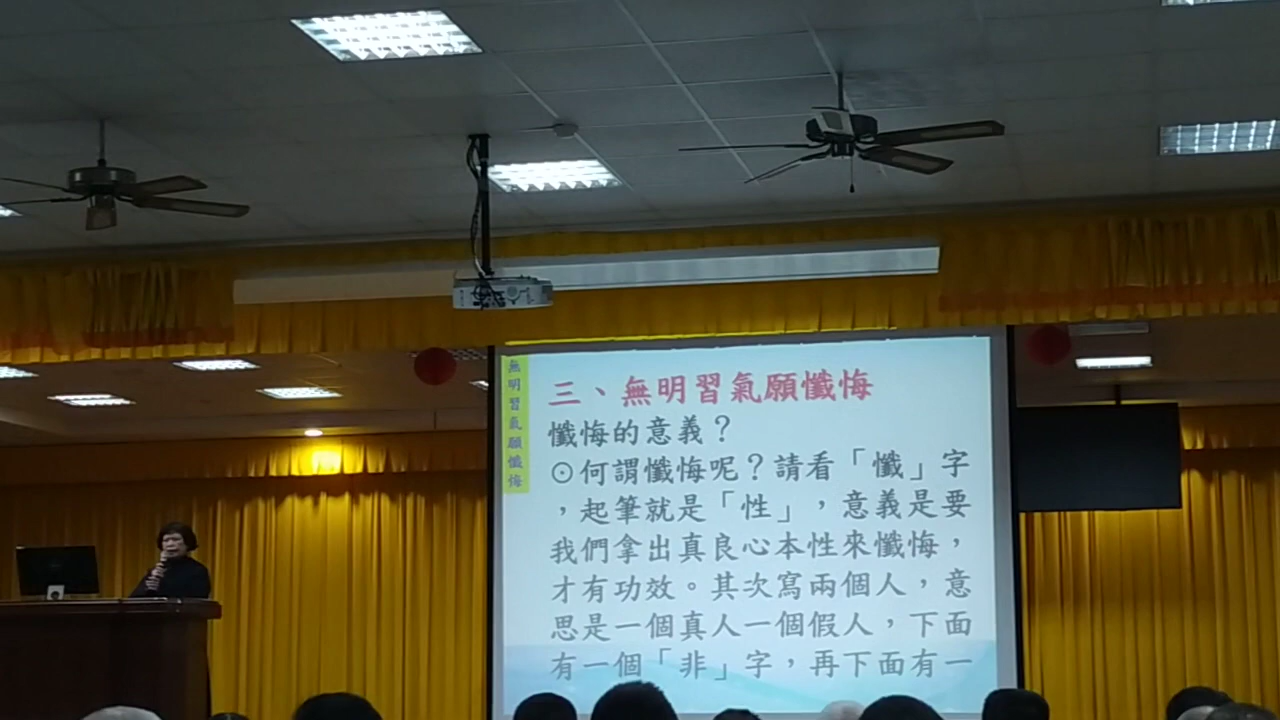 無明習氣願懺悔
三、無明習氣願懺悔
懺悔的意義？
⊙何謂懺悔呢？請看「懺」字
，起筆就是「性」，意義是要
我們拿出真良心本性來懺悔，
才有功效。其次寫兩個人，意
思是一個真人一個假人，下面
有一個「非」字，再下面有一